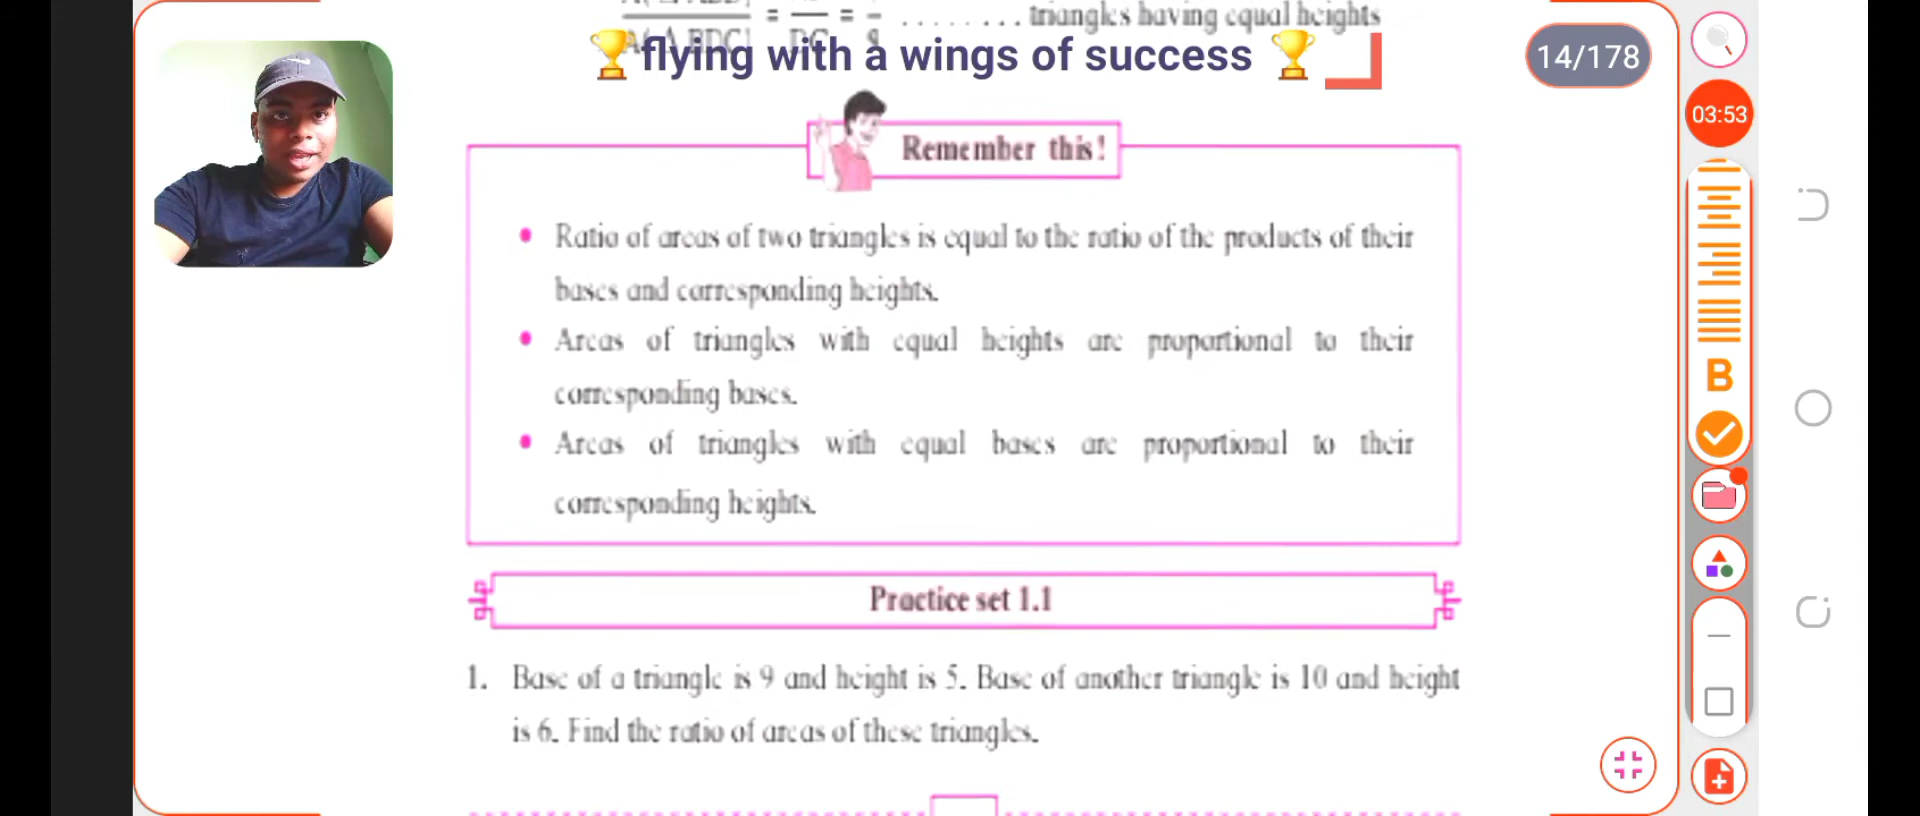 triangles having equal heights
🏆flying with a wings of success 🏆
14/178
03:53
Remember this!
• Ratio of areas of two triangles is equal to the ratio of the products of their
bases and corresponding heights.
• Areas of triangles with equal heights are proportional to their
corresponding bases.
• Areas of triangles with equal bases are proportional to their
corresponding heights.
B
Practice set 1.1
1. Base of a triangle is 9 and height is 5. Base of another triangle is 10 and height
is 6. Find the ratio of areas of these triangles.